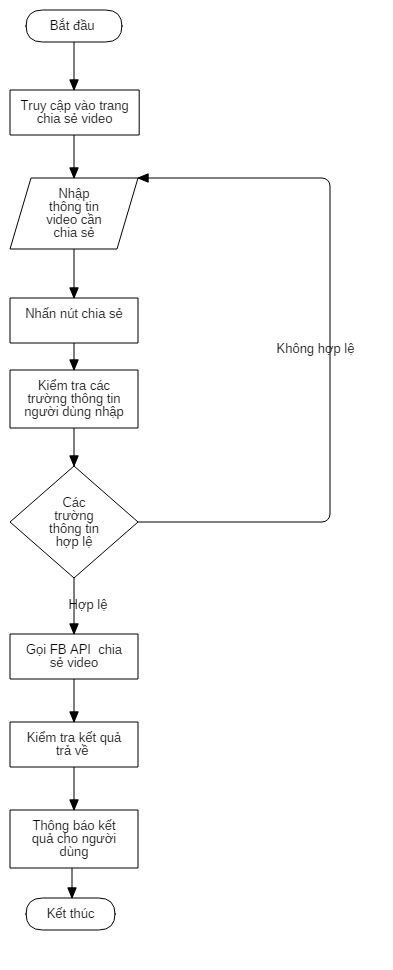 Bắt đầu
Truy cập vào trang
chia sẻ video
Nhập
thông tin
video cần
chia sẻ
Nhấn nút chia sẻ
Không hợp lệ
Kiểm tra các
trường thông tin
người dùng nhập
Các
trường
thông tin
hợp lệ
Hợp lệ
Gọi FB API  chia
sẻ video
Kiểm tra kết quả
trả về
Thông báo kết
quả cho người
dùng
Kết thúc